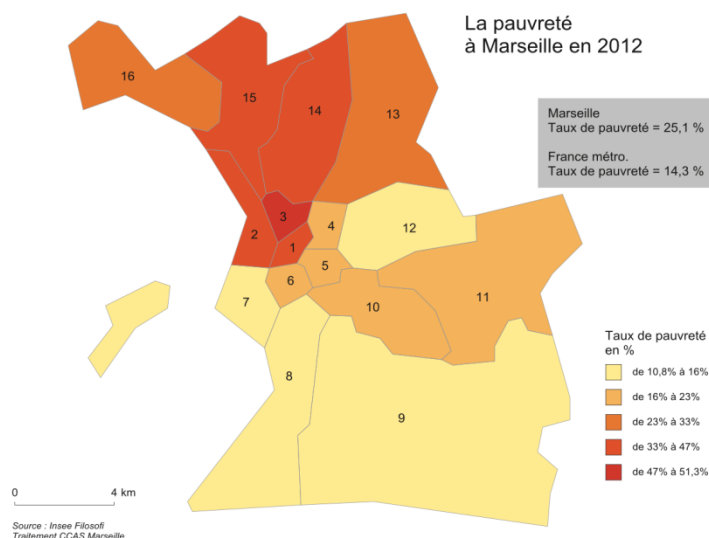 La pauvreté
à Marseille en 2012
Marseille
Taux de pauvreté = 25,1 %
France métro.
Taux de pauvreté = 14,3 %
16
15
14
13
3
4
2
1
12
5
6
7
10
11
8
9
Taux de pauvreté
en %
de 10,8% à 16%
de 16% à 23%
de 23% à 33%
de 33% à 47%
de 47% à 51,3%
0 4 km
Source : Insee Filosofi
Traitement CCAS Marseille